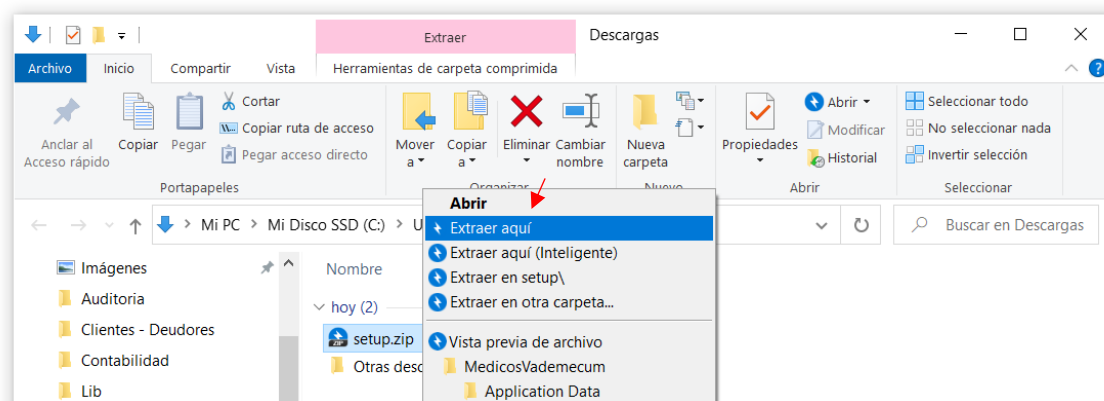 Extraer
Descargas
Archivo
Inicio
Compartir
Vista
Herramientas de carpeta comprimida
Anclar al
Acceso rápido
Copiar
Pegar
Cortar
Copiar ruta de acceso
Pegar acceso directo
Portapapeles
Mover
a
Copiar
a
Eliminar
Cambiar
nombre
Organizar
Nueva
carpeta
Nuevo
Propiedades
Abrir
Modificar
Historial
Abrir
Seleccionar todo
No seleccionar nada
Invertir selección
Seleccionar
Mi PC > Mi Disco SSD (C:) > U
Buscar en Descargas
Imágenes
Auditoria
Clientes - Deudores
Contabilidad
Lib
Nombre
hoy (2)
setup.zip
Otras desc
Abrir
Extraer aquí
Extraer aquí (Inteligente)
Extraer en setup\
Extraer en otra carpeta...
Vista previa de archivo
MedicosVademecum
Application Data